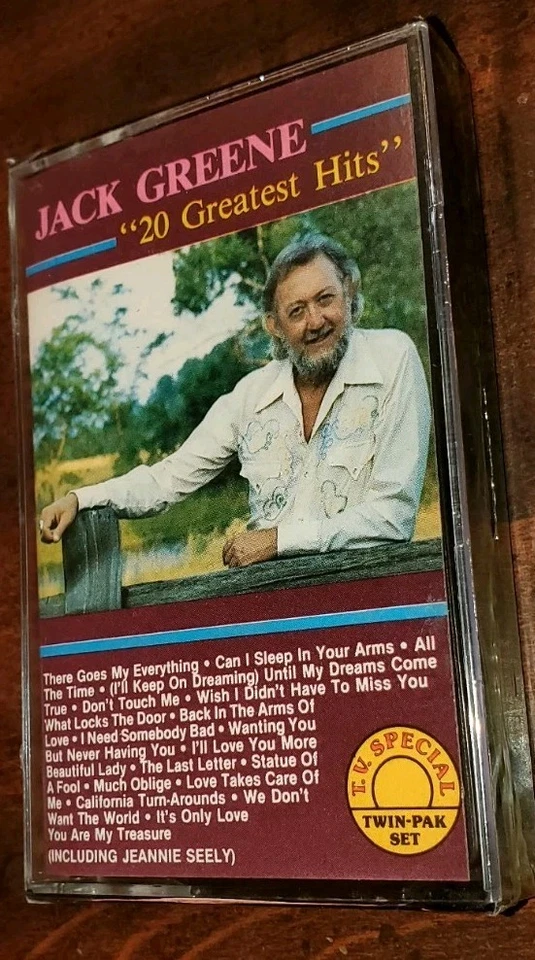 JACK GREENE
“20 Greatest Hits”
There Goes My Everything • Can I Sleep In Your Arms • All
The Time • (I'll Keep On Dreaming) Until My Dreams Come
True • Don't Touch Me • Wish I Didn't Have To Miss You
What Locks The Door • Back In The Arms Of
Love • I Need Somebody Bad • Wanting You
But Never Having You • I'll Love You More
Beautiful Lady • The Last Letter • Statue Of
A Fool • Much Oblige • Love Takes Care Of
Me • California Turn-Arounds • We Don't
Want The World • It's Only Love
You Are My Treasure
(INCLUDING JEANNIE SEELY)
T.V. SPECIAL
TWIN-PAK
SET